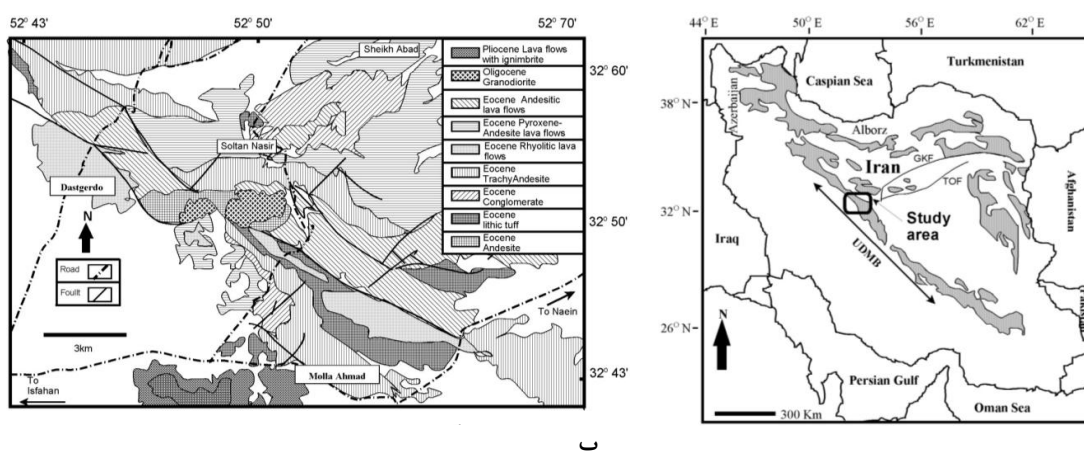 52° 43'
52° 50'
52° 70'
Sheikh Abad
Pliocene Lava flows
with ignimbrite
Oligocene
Granodiorite
Eocene Andesitic
lava flows
Eocene Pyroxene-
Andesite lava flows
Eocene Rhyolitic lava
flows
Eocene
TrachyAndesite
Eocene
Conglomerate
Eocene
lithic tuff
Eocene
Andesite
32° 60'
32° 50'
32° 43'
Soltan Nasir
Dastgerdo
N
Road
Foult
3km
To
Isfahan
Molla Ahmad
To Naein
ب
44° E
50° E
56° E
62° E
38° N
32° N
26° N
Caspian Sea
Turkmenistan
Azerbaijan
Alborz
Iran
GKF
TOF
Afghanistan
Study
area
Iraq
UDMB
N
Persian Gulf
Oman Sea
300 Km